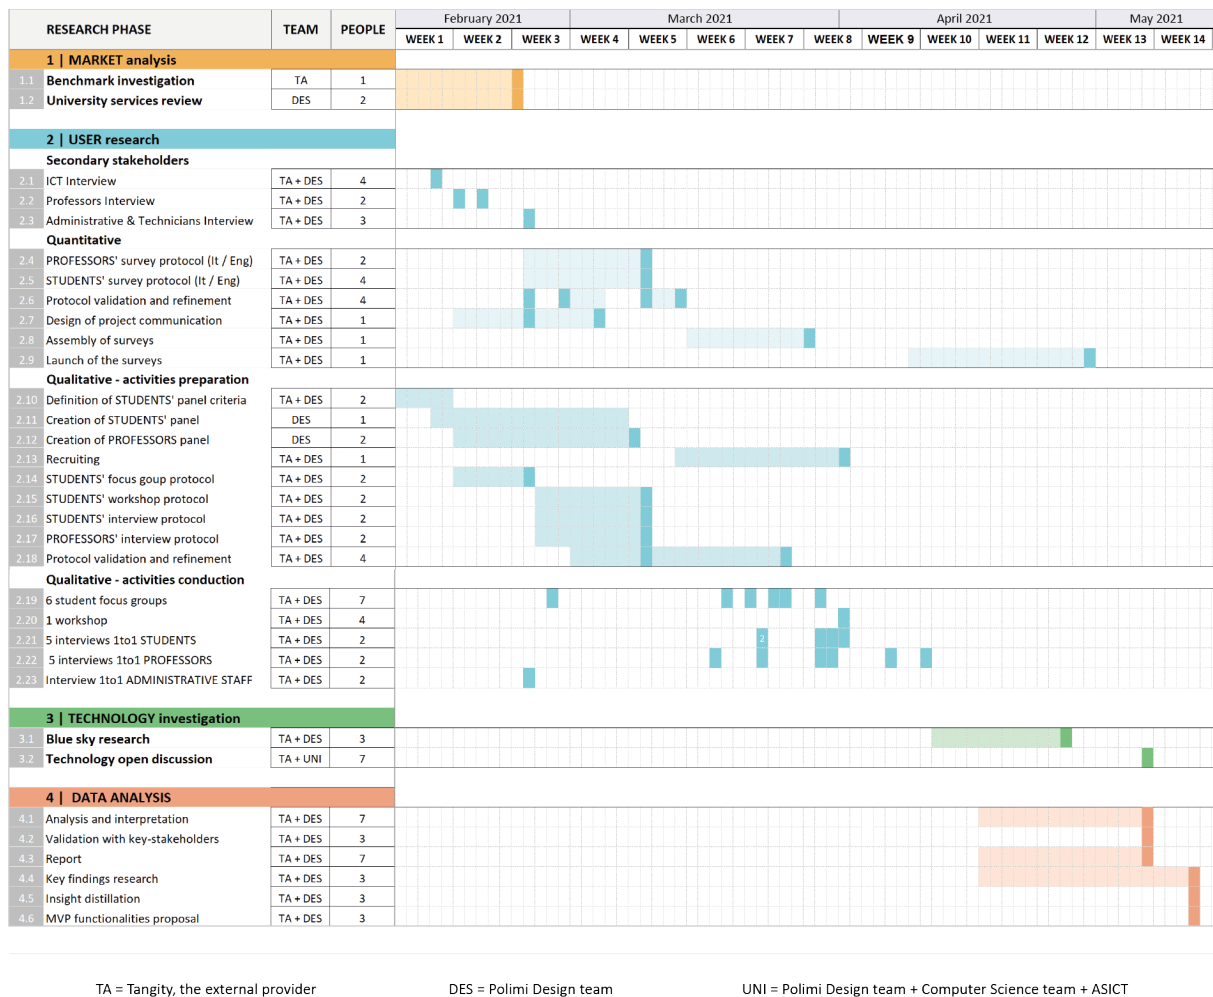 RESEARCH PHASE TEAM PEOPLE February 2021 March 2021 April 2021 May 2021
WEEK 1 WEEK 2 WEEK 3 WEEK 4 WEEK 5 WEEK 6 WEEK 7 WEEK 8 WEEK 9 WEEK 10 WEEK 11 WEEK 12 WEEK 13 WEEK 14
1 | MARKET analysis
1.1 Benchmark investigation TA 1
1.2 University services review DES 2
2 | USER research
Secondary stakeholders
2.1 ICT Interview TA + DES 4
2.2 Professors Interview TA + DES 2
2.3 Administrative & Technicians Interview TA + DES 3
Quantitative
2.4 PROFESSORS' survey protocol (It / Eng) TA + DES 2
2.5 STUDENTS' survey protocol (It / Eng) TA + DES 4
2.6 Protocol validation and refinement TA + DES 4
2.7 Design of project communication TA + DES 1
2.8 Assembly of surveys TA + DES 1
2.9 Launch of the surveys TA + DES 1
Qualitative - activities preparation
2.10 Definition of STUDENTS' panel criteria TA + DES 2
2.11 Creation of STUDENTS' panel DES 1
2.12 Creation of PROFESSORS panel DES 2
2.13 Recruiting TA + DES 1
2.14 STUDENTS' focus goup protocol TA + DES 2
2.15 STUDENTS' workshop protocol TA + DES 2
2.16 STUDENTS' interview protocol TA + DES 2
2.17 PROFESSORS' interview protocol TA + DES 2
2.18 Protocol validation and refinement TA + DES 4
Qualitative - activities conduction
2.19 6 student focus groups TA + DES 7
2.20 1 workshop TA + DES 4
2.21 5 interviews 1to1 STUDENTS TA + DES 2 2
2.22 5 interviews 1to1 PROFESSORS TA + DES 2
2.23 Interview 1to1 ADMINISTRATIVE STAFF TA + DES 2
3 | TECHNOLOGY investigation
3.1 Blue sky research TA + DES 3
3.2 Technology open discussion TA + UNI 7
4 | DATA ANALYSIS
4.1 Analysis and interpretation TA + DES 7
4.2 Validation with key-stakeholders TA + DES 3
4.3 Report TA + DES 7
4.4 Key findings research TA + DES 3
4.5 Insight distillation TA + DES 3
4.6 MVP functionalities proposal TA + DES 3
TA = Tangity, the external provider DES = Polimi Design team UNI = Polimi Design team + Computer Science team + ASICT